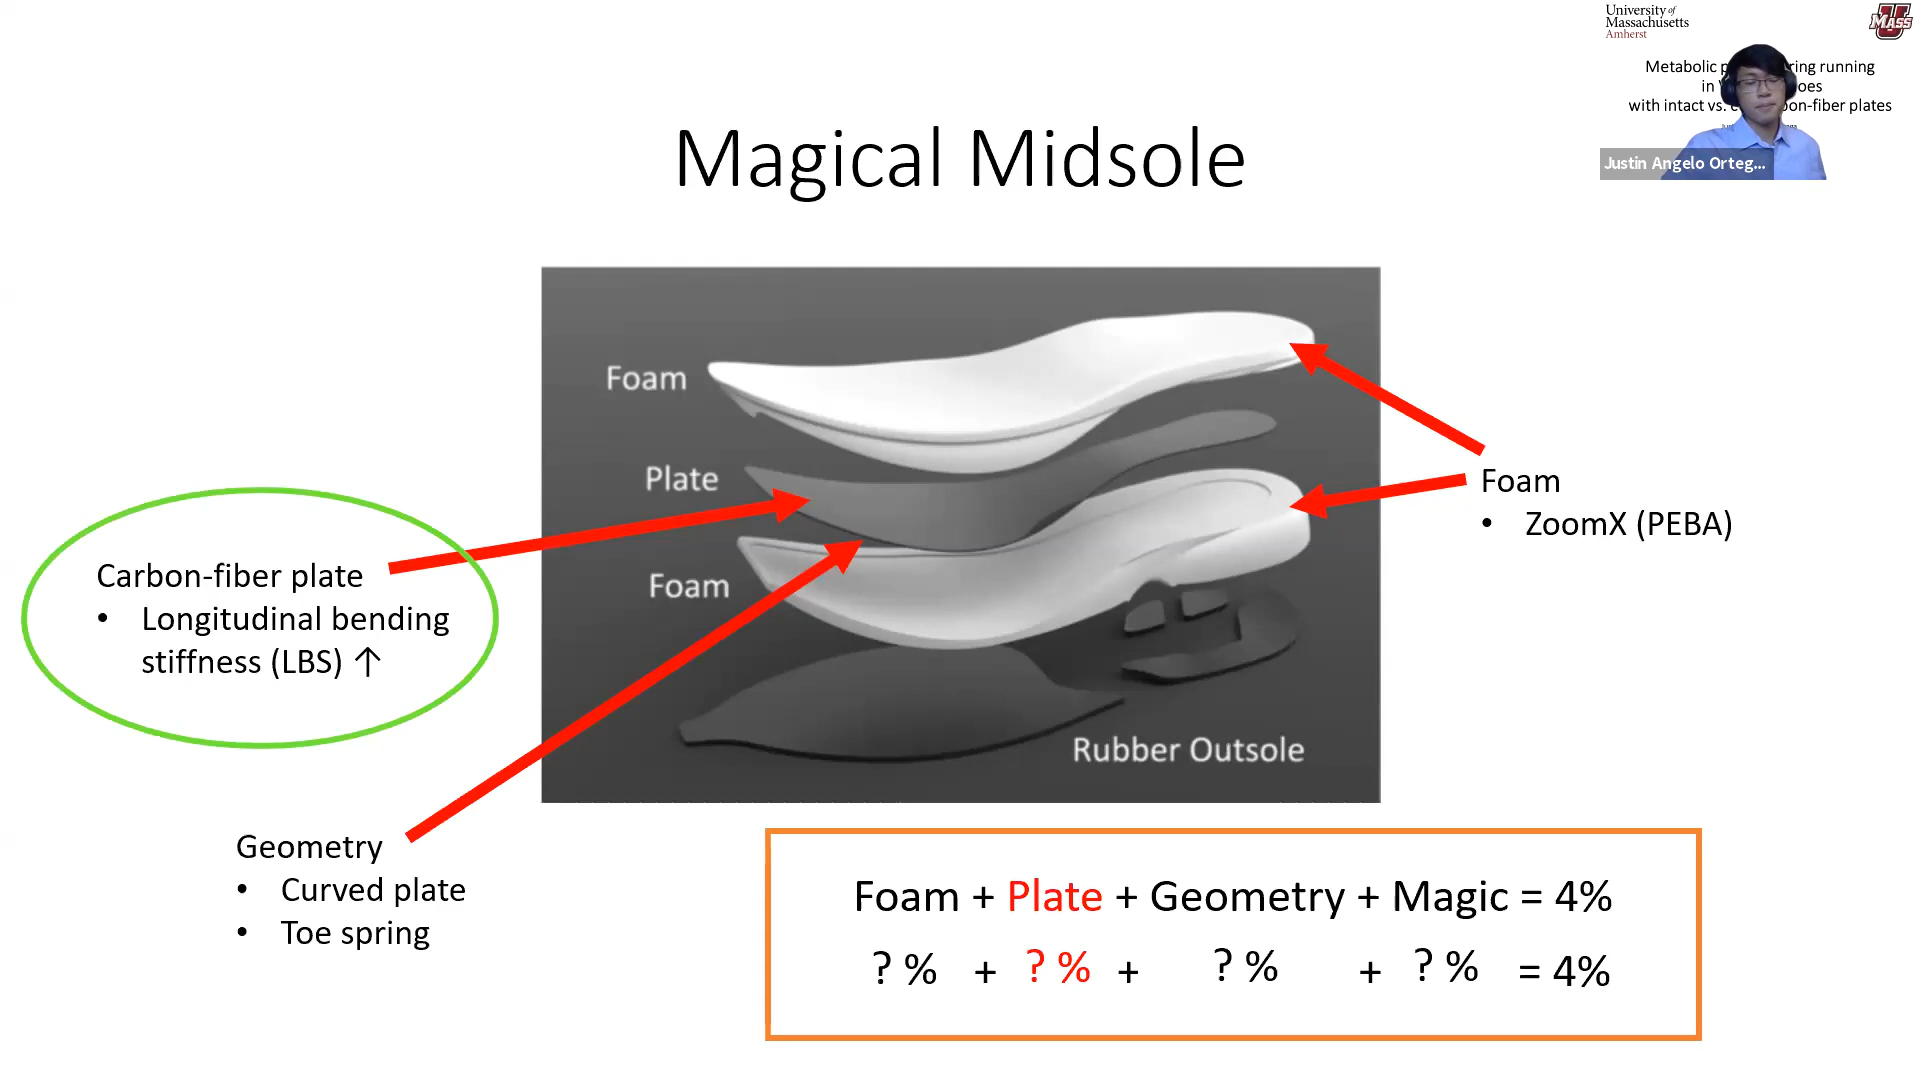 University of
Massachusetts
Amherst
UMASS
Metabolic ring running
in oes
with intact vs. on-fiber plates
Justin Angelo Orteg...
Magical Midsole
Foam
Plate
Foam
Rubber Outsole
Foam
• ZoomX (PEBA)
Carbon-fiber plate
• Longitudinal bending
stiffness (LBS) ↑
Geometry
• Curved plate
• Toe spring
Foam + Plate + Geometry + Magic = 4%
? % + ? % + ? % + ? % = 4%